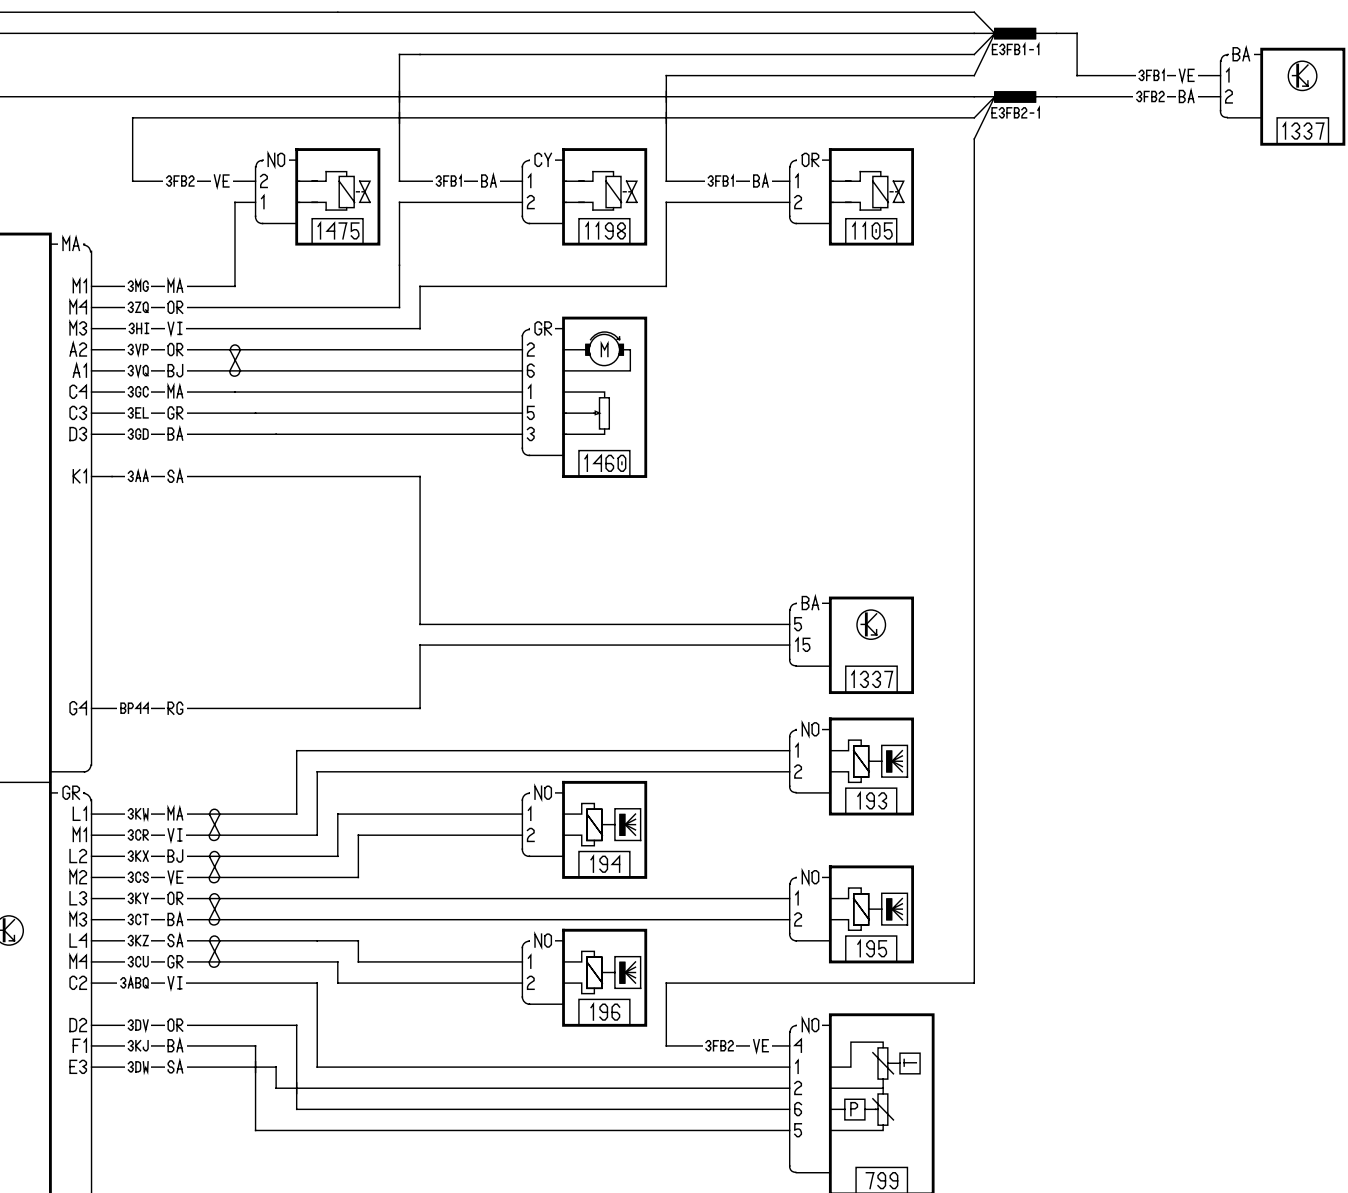 E3FB1-1
BA
3FB1 VE 1
3FB2 BA 2
1337
E3FB2-1
NO
3FB2 VE 2
1
1475
CY
3FB1 BA 1
2
1198
OR
3FB1 BA 1
2
1105
MA
M1 3MG MA
M4 3ZQ OR
M3 3HI VI
A2 3VP OR
A1 3VQ BJ
C4 3GC MA
C3 3EL GR
D3 3GD BA
GR
2
6
1
5
3
M
1460
K1 3AA SA
BA
5
15
1337
G4 BP44 RG
NO
1
2
193
GR
L1 3KW MA
M1 3CR VI
L2 3KX BJ
M2 3CS VE
L3 3KY OR
M3 3CT BA
L4 3KZ SA
M4 3CU GR
C2 3ABQ VI
D2 3DV OR
F1 3KJ BA
E3 3DW SA
NO
1
2
194
NO
1
2
195
NO
1
2
196
NO
3FB2 VE 4
1
2
6
5
T
P
799